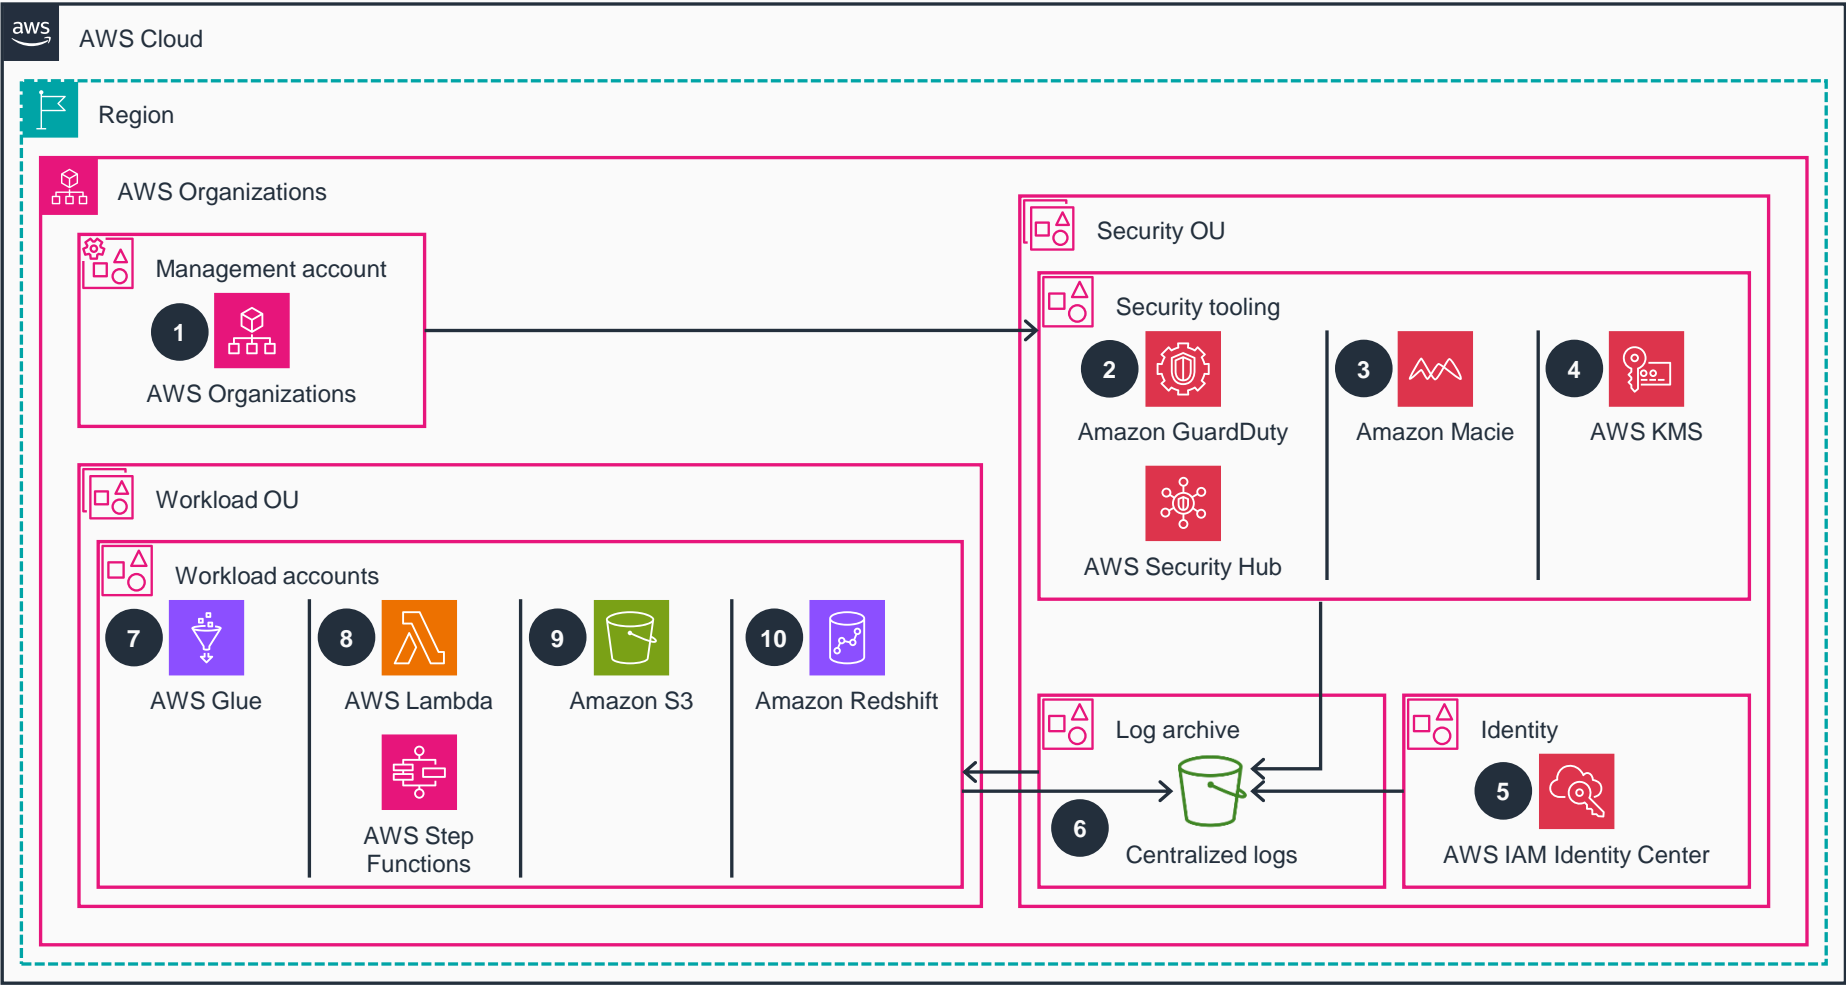 aws
AWS Cloud
Region
AWS Organizations
Management account
1
AWS Organizations
Security OU
Security tooling
2
Amazon GuardDuty
AWS Security Hub
3
Amazon Macie
4
AWS KMS
Workload OU
Workload accounts
7
AWS Glue
8
AWS Lambda
AWS Step
Functions
9
Amazon S3
10
Amazon Redshift
Log archive
6
Centralized logs
Identity
5
AWS IAM Identity Center